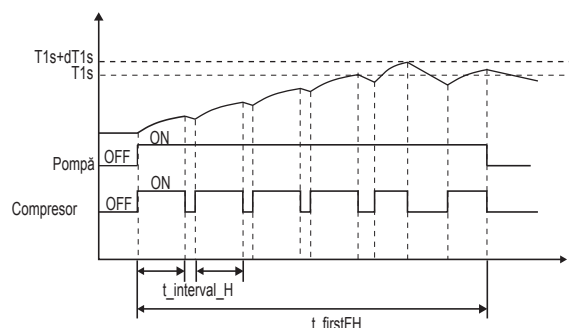 T1s+dT1s
T1s
ON
Pompă OFF
ON
Compresor OFF
t_interval_H
t_firstFH